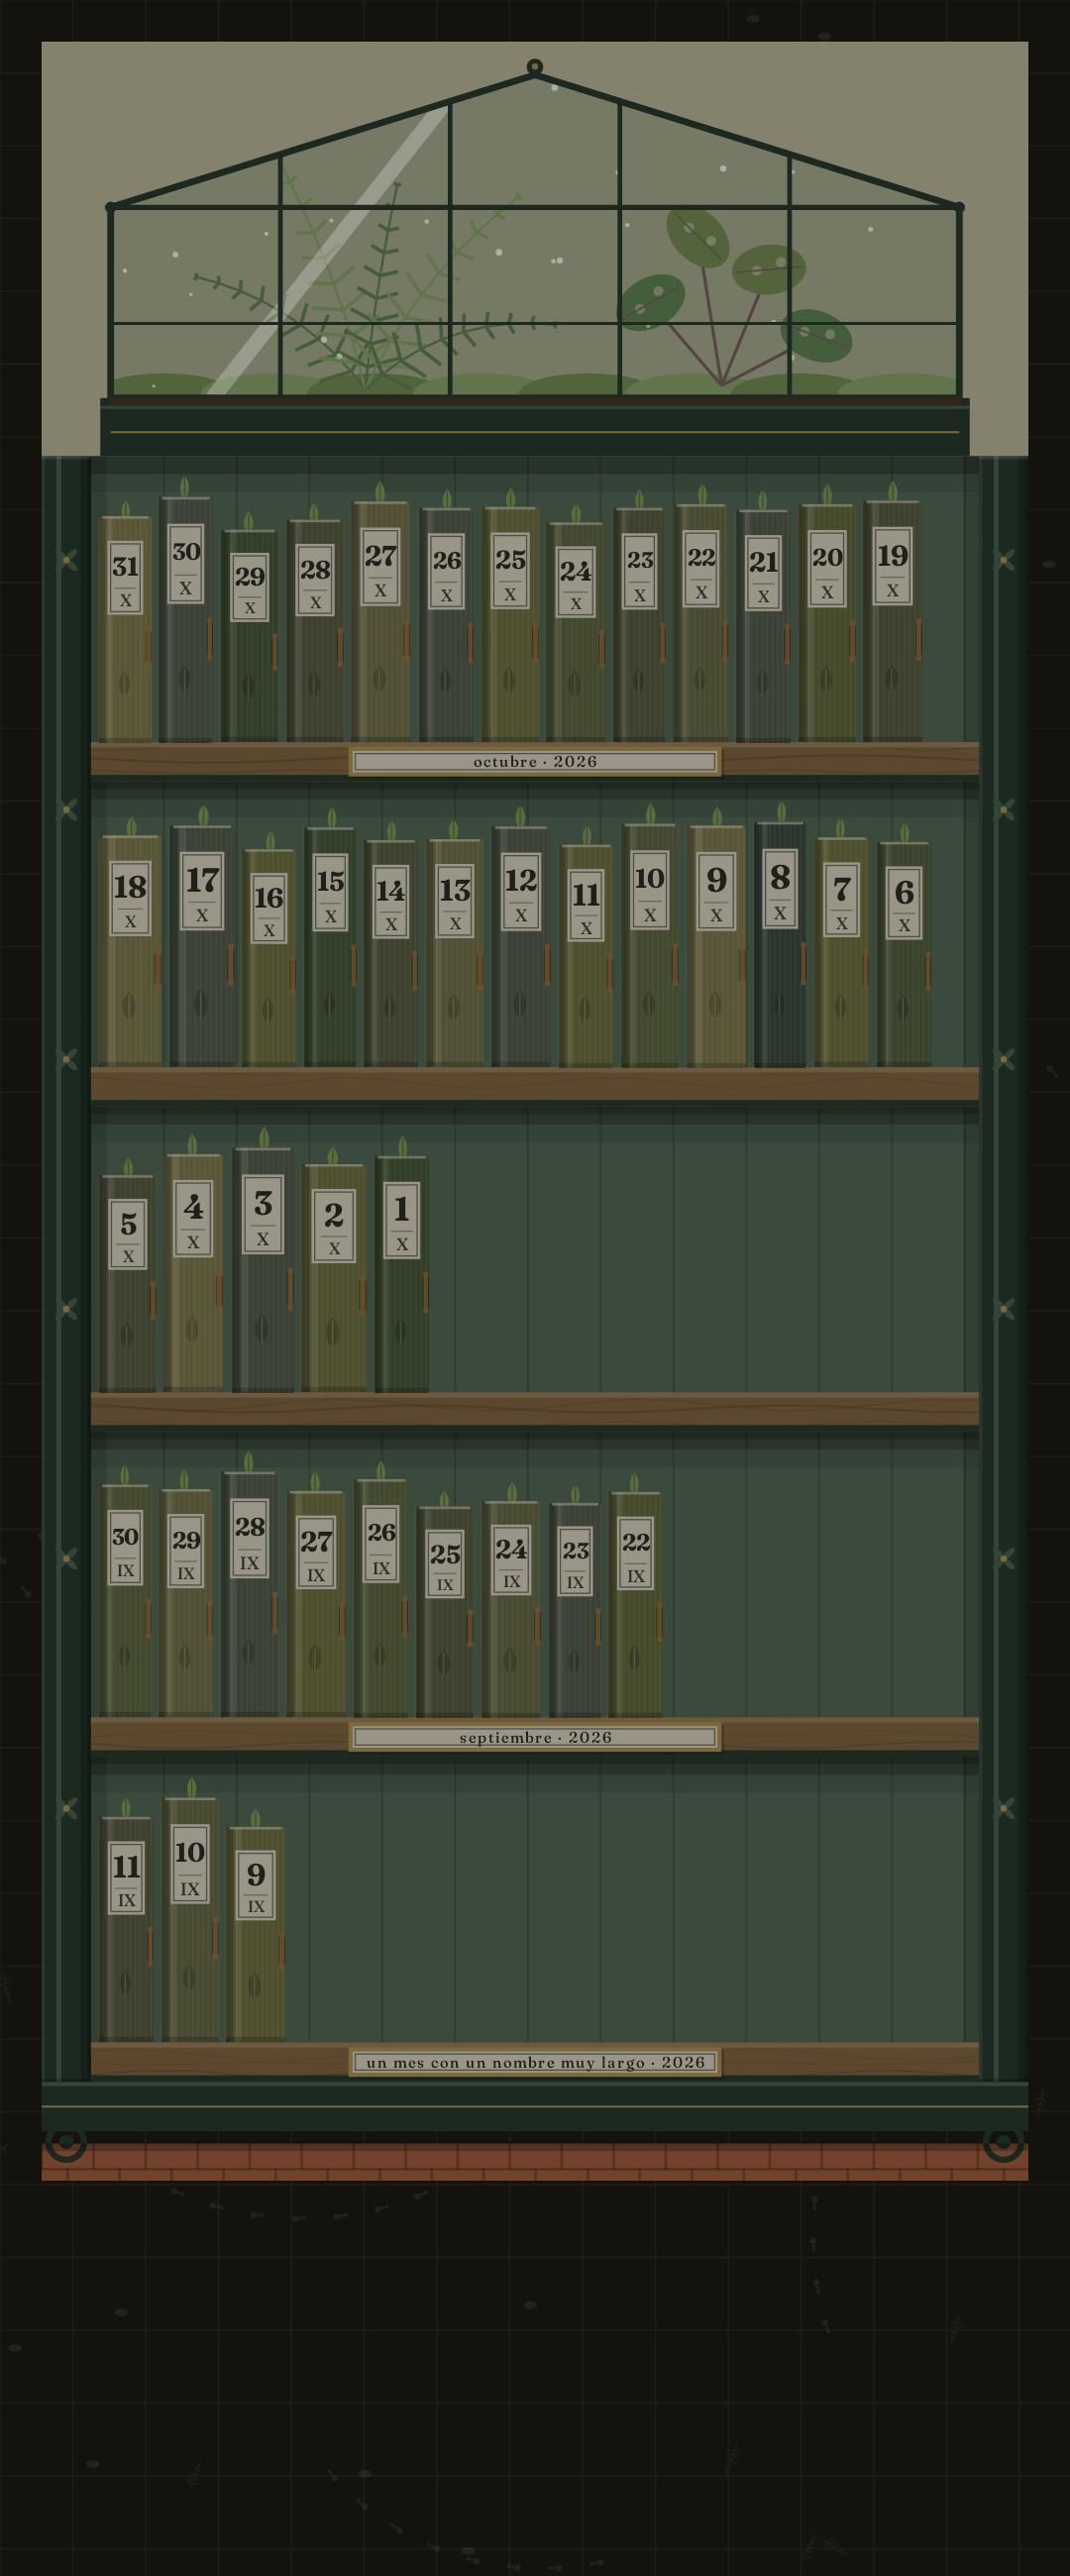 31 30 29 28 27 26 25 24 23 22 21 20 19
X X X X X X X X X X X X X
octubre · 2026
18 17 16 15 14 13 12 11 10 9 8 7 6
X X X X X X X X X X X X X
5 4 3 2 1
X X X X X
30 29 28 27 26 25 24 23 22
IX IX IX IX IX IX IX IX IX
septiembre · 2026
11 10 9
IX IX IX
un mes con un nombre muy largo · 2026